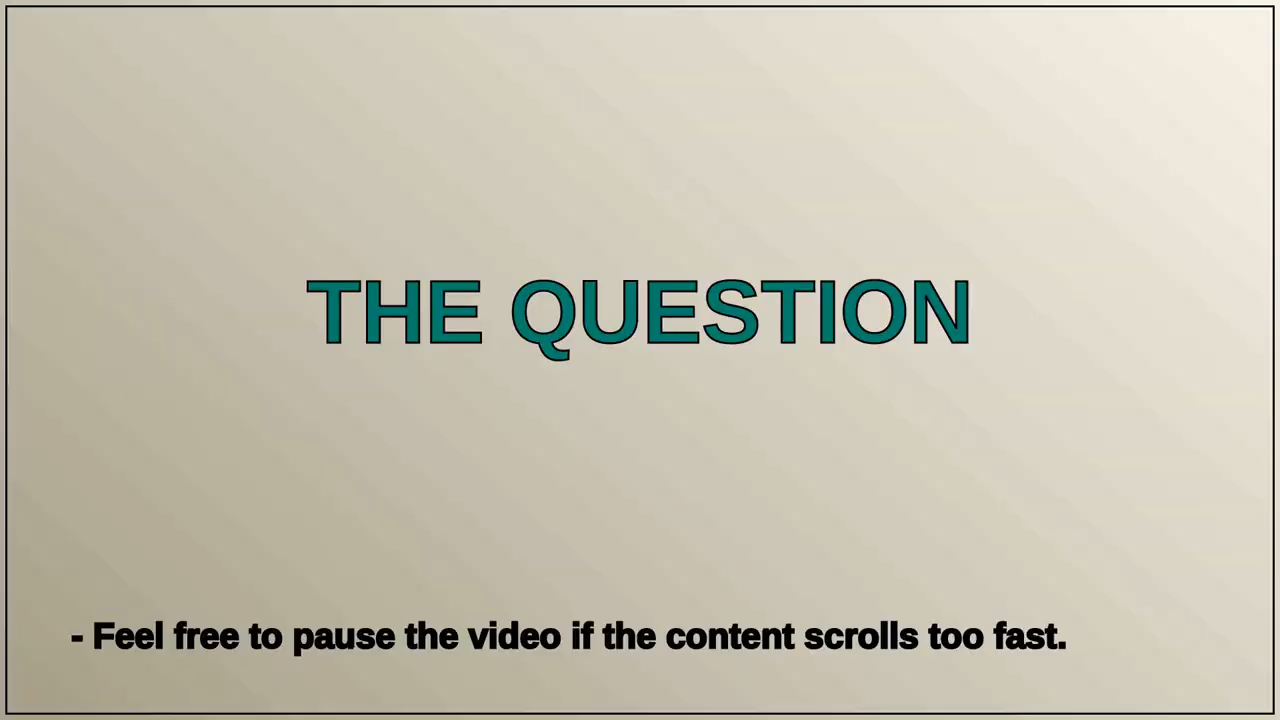 THE QUESTION
- Feel free to pause the video if the content scrolls too fast.